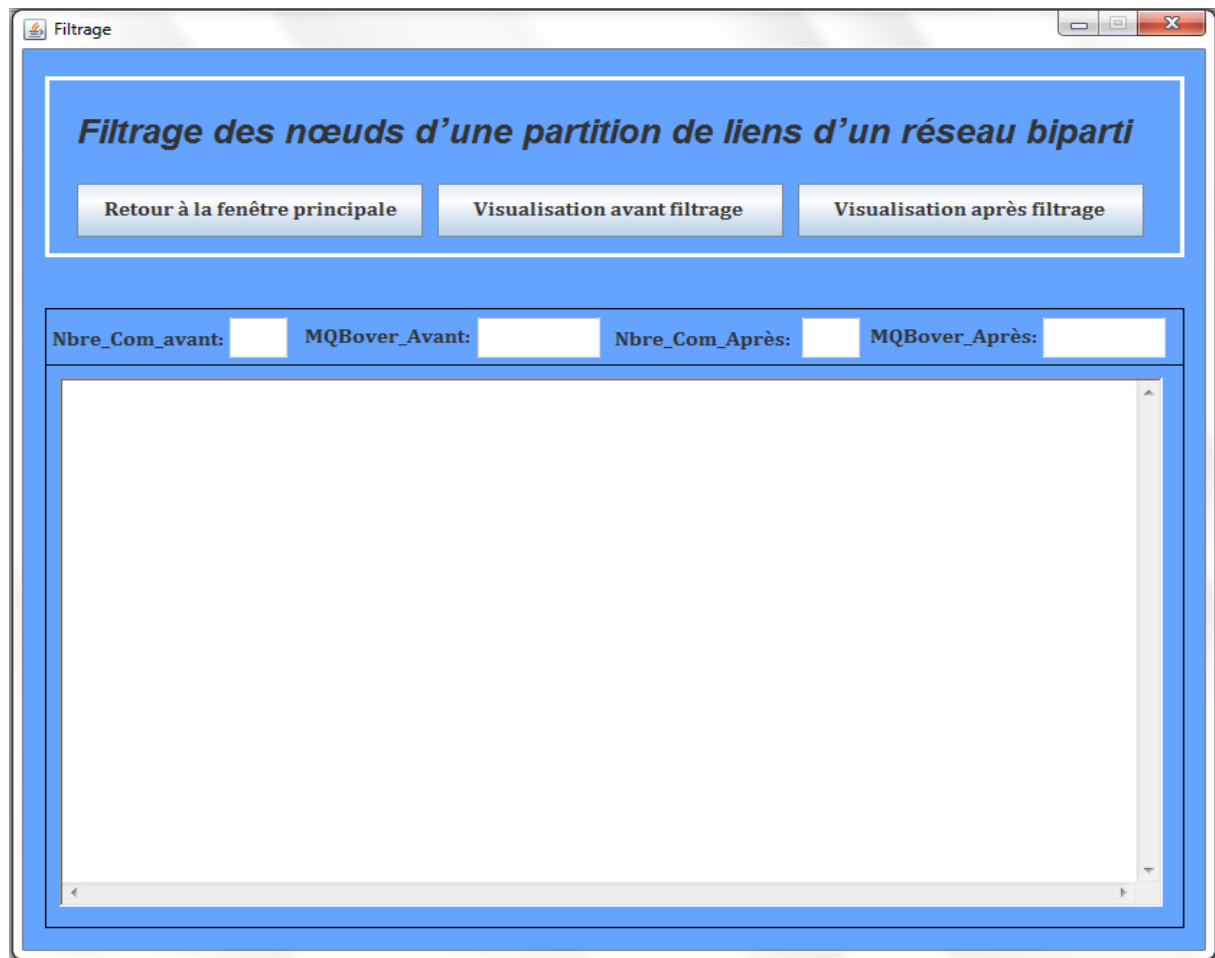 Filtrage
Filtrage des nœuds d’une partition de liens d’un réseau biparti
Retour à la fenêtre principale Visualisation avant filtrage Visualisation après filtrage
Nbre_Com_avant: MQBover_Avant: Nbre_Com_Après: MQBover_Après: